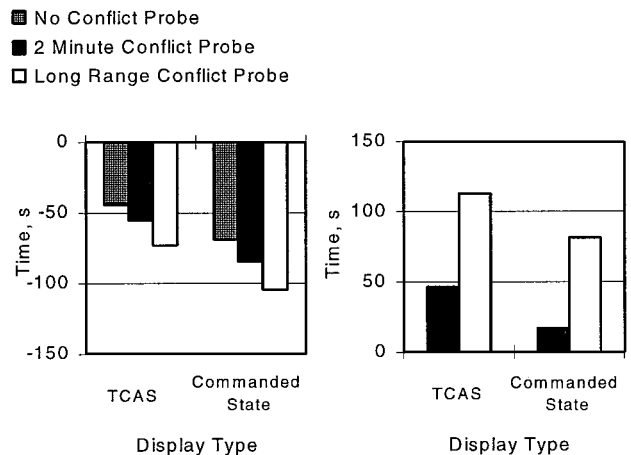 No Conflict Probe
2 Minute Conflict Probe
Long Range Conflict Probe
0
-50
-100
-150
Time, s
TCAS
Commanded
State
Display Type
150
100
50
0
Time, s
TCAS
Commanded
State
Display Type